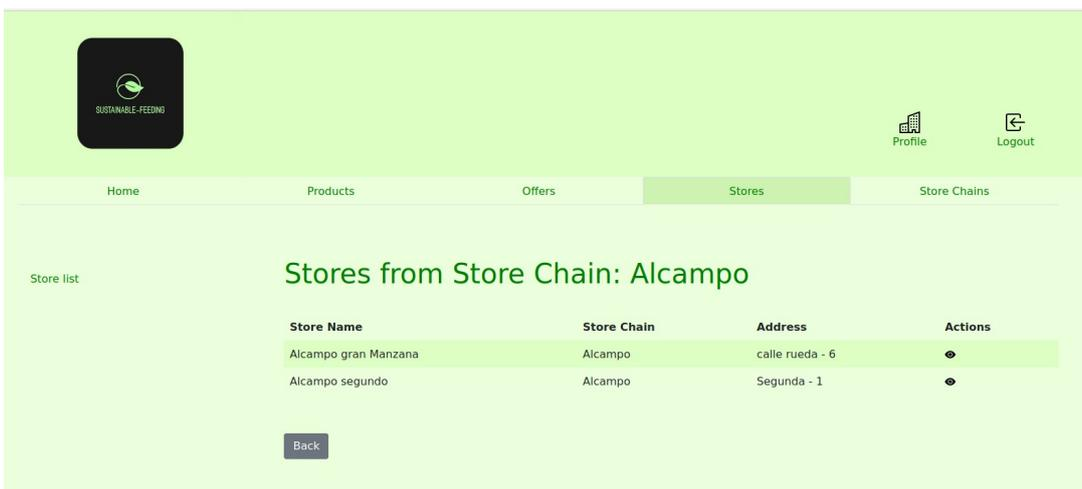 SUSTAINABLE-FEEDING
Profile Logout
Home Products Offers Stores Store Chains
Store list
Stores from Store Chain: Alcampo
Store Name Store Chain Address Actions
Alcampo gran Manzana Alcampo calle rueda - 6
Alcampo segundo Alcampo Segunda - 1
Back